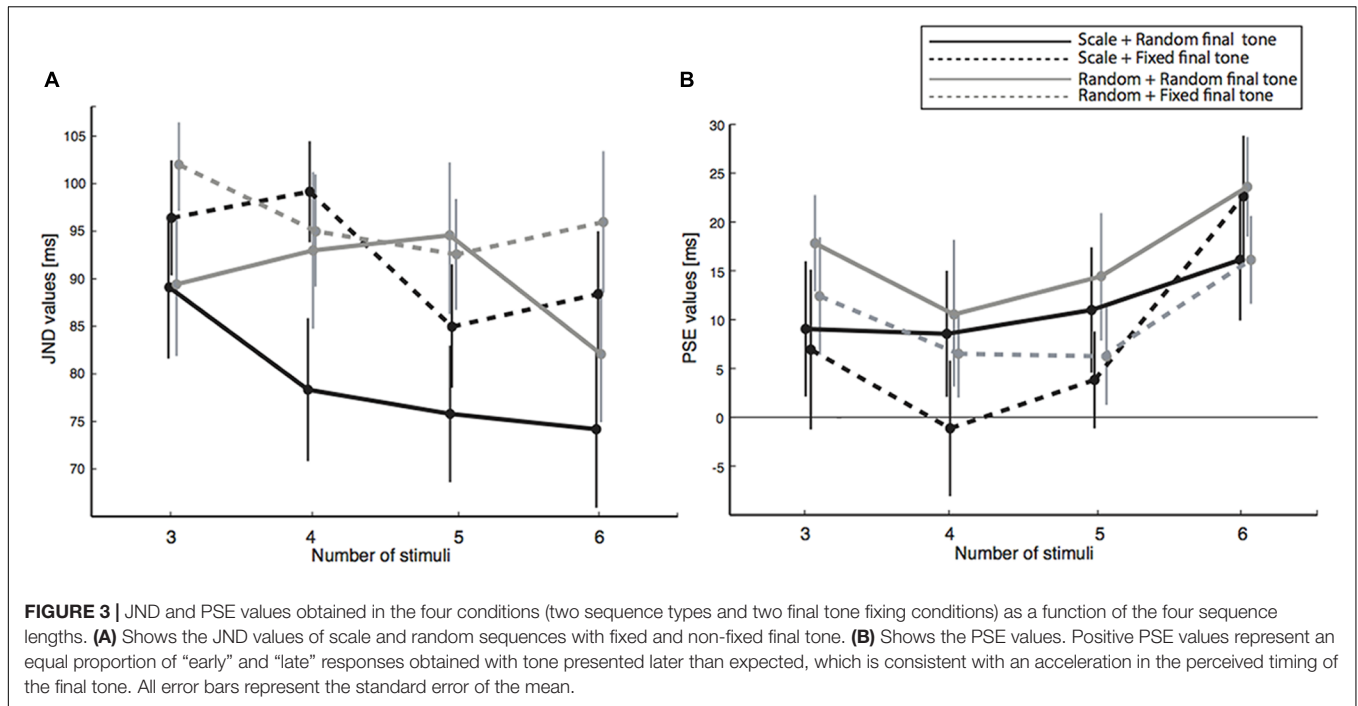 Scale + Random final tone
Scale + Fixed final tone
Random + Random final tone
Random + Fixed final tone
A
105
100
95
90
85
80
75
70
JND values [ms]
3
4
5
6
Number of stimuli
B
30
25
20
15
10
5
0
-5
PSE values [ms]
3
4
5
6
Number of stimuli
FIGURE 3 | JND and PSE values obtained in the four conditions (two sequence types and two final tone fixing conditions) as a function of the four sequence
lengths. (A) Shows the JND values of scale and random sequences with fixed and non-fixed final tone. (B) Shows the PSE values. Positive PSE values represent an
equal proportion of “early” and “late” responses obtained with tone presented later than expected, which is consistent with an acceleration in the perceived timing of
the final tone. All error bars represent the standard error of the mean.